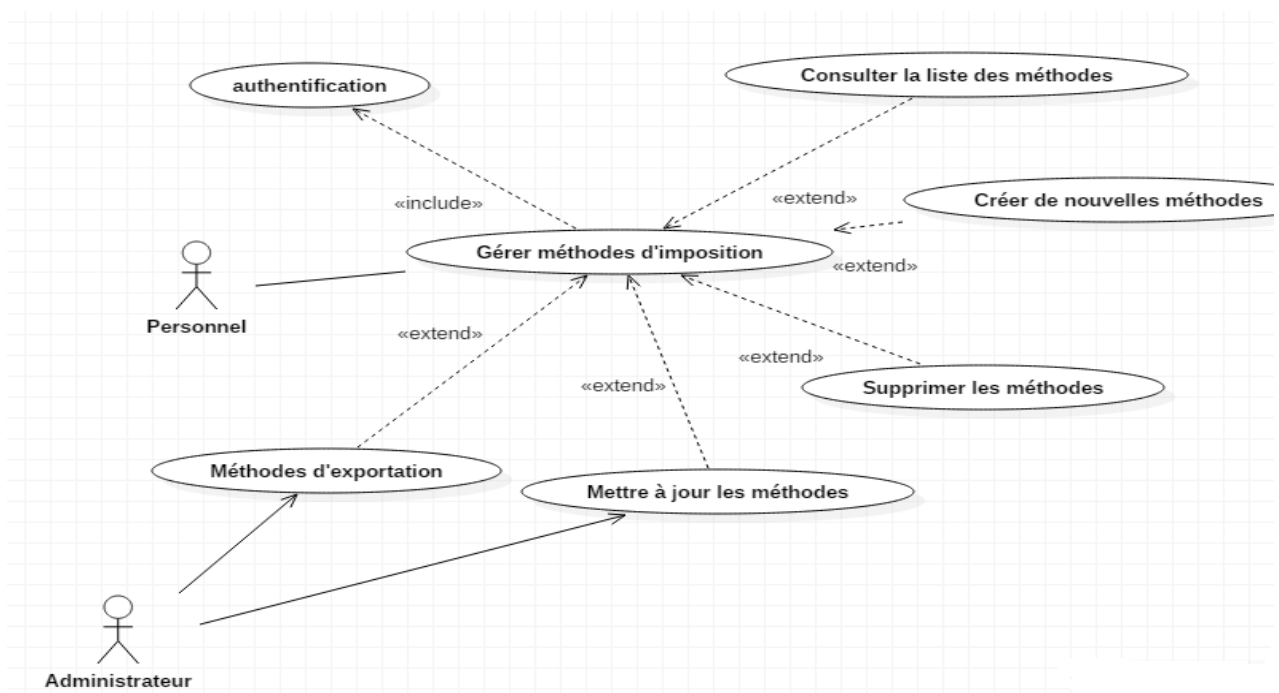 Consulter la liste des méthodes
authentification
Créer de nouvelles méthodes
«include»
«extend»
Gérer méthodes d'imposition
«extend»
Personnel
«extend»
«extend»
«extend»
Supprimer les méthodes
Méthodes d'exportation
Mettre à jour les méthodes
Administrateur